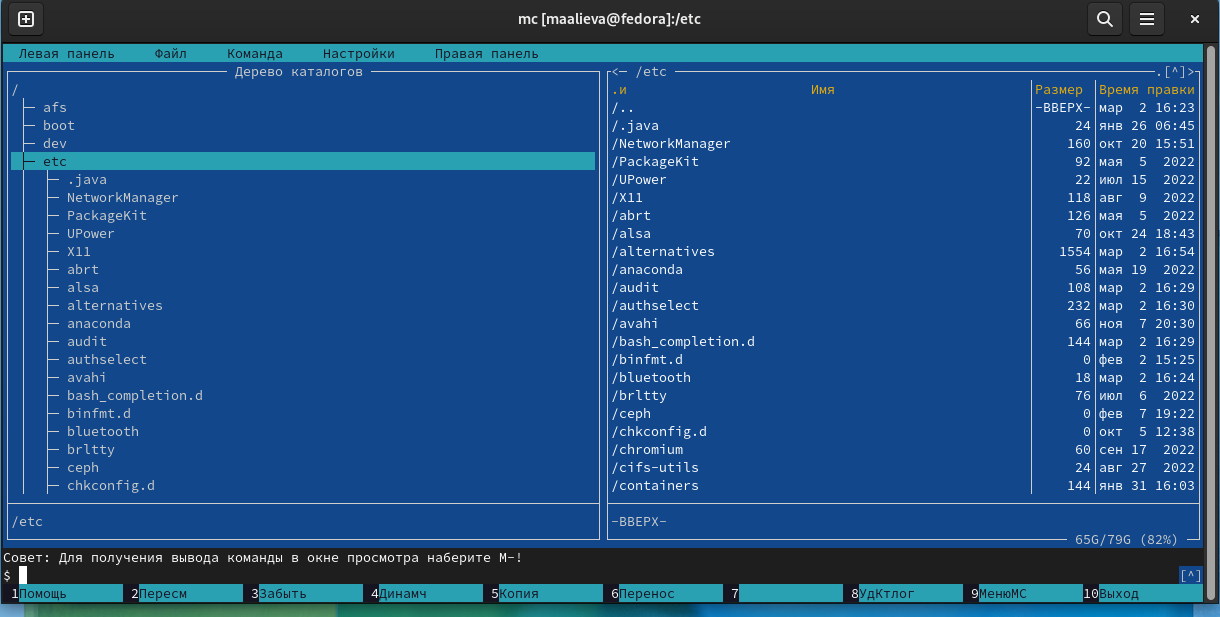 mc [maalieva@fedora]:/etc
Левая панель Файл Команда Настройки Правая панель
Дерево каталогов
/
afs
boot
dev
etc
.java
NetworkManager
PackageKit
UPower
X11
abrt
alsa
alternatives
anaconda
audit
authselect
avahi
bash_completion.d
binfmt.d
bluetooth
brltty
ceph
chkconfig.d
/etc
<─ /etc .[^]>
.и Имя Размер Время правки
/.. -ВВЕРХ- мар 2 16:23
/.java 24 янв 26 06:45
/NetworkManager 160 окт 20 15:51
/PackageKit 92 мая 5 2022
/UPower 22 июл 15 2022
/X11 118 авг 9 2022
/abrt 126 мая 5 2022
/alsa 70 окт 24 18:43
/alternatives 1554 мар 2 16:54
/anaconda 56 мая 19 2022
/audit 108 мар 2 16:29
/authselect 232 мар 2 16:30
/avahi 66 ноя 7 20:30
/bash_completion.d 144 мар 2 16:29
/binfmt.d 0 фев 2 15:25
/bluetooth 18 мар 2 16:24
/brltty 76 июл 6 2022
/ceph 0 фев 7 19:22
/chkconfig.d 0 окт 5 12:38
/chromium 60 сен 17 2022
/cifs-utils 24 авг 27 2022
/containers 144 янв 31 16:03
-ВВЕРХ-
65G/79G (82%)
Совет: Для получения вывода команды в окне просмотра наберите M-!
$ [^]
1Помощь 2Пересм 3Забыть 4Динамч 5Копия 6Перенос 7 8УдКтлог 9МенюМС 10Выход